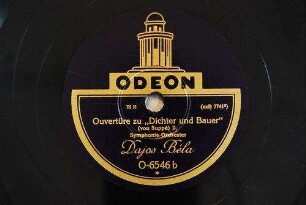 ODEON
Ouvertüre zu „Dichter und Bauer"
(von Suppé)
Symphonie-Orchester
Dajos Béla
O-6546 b